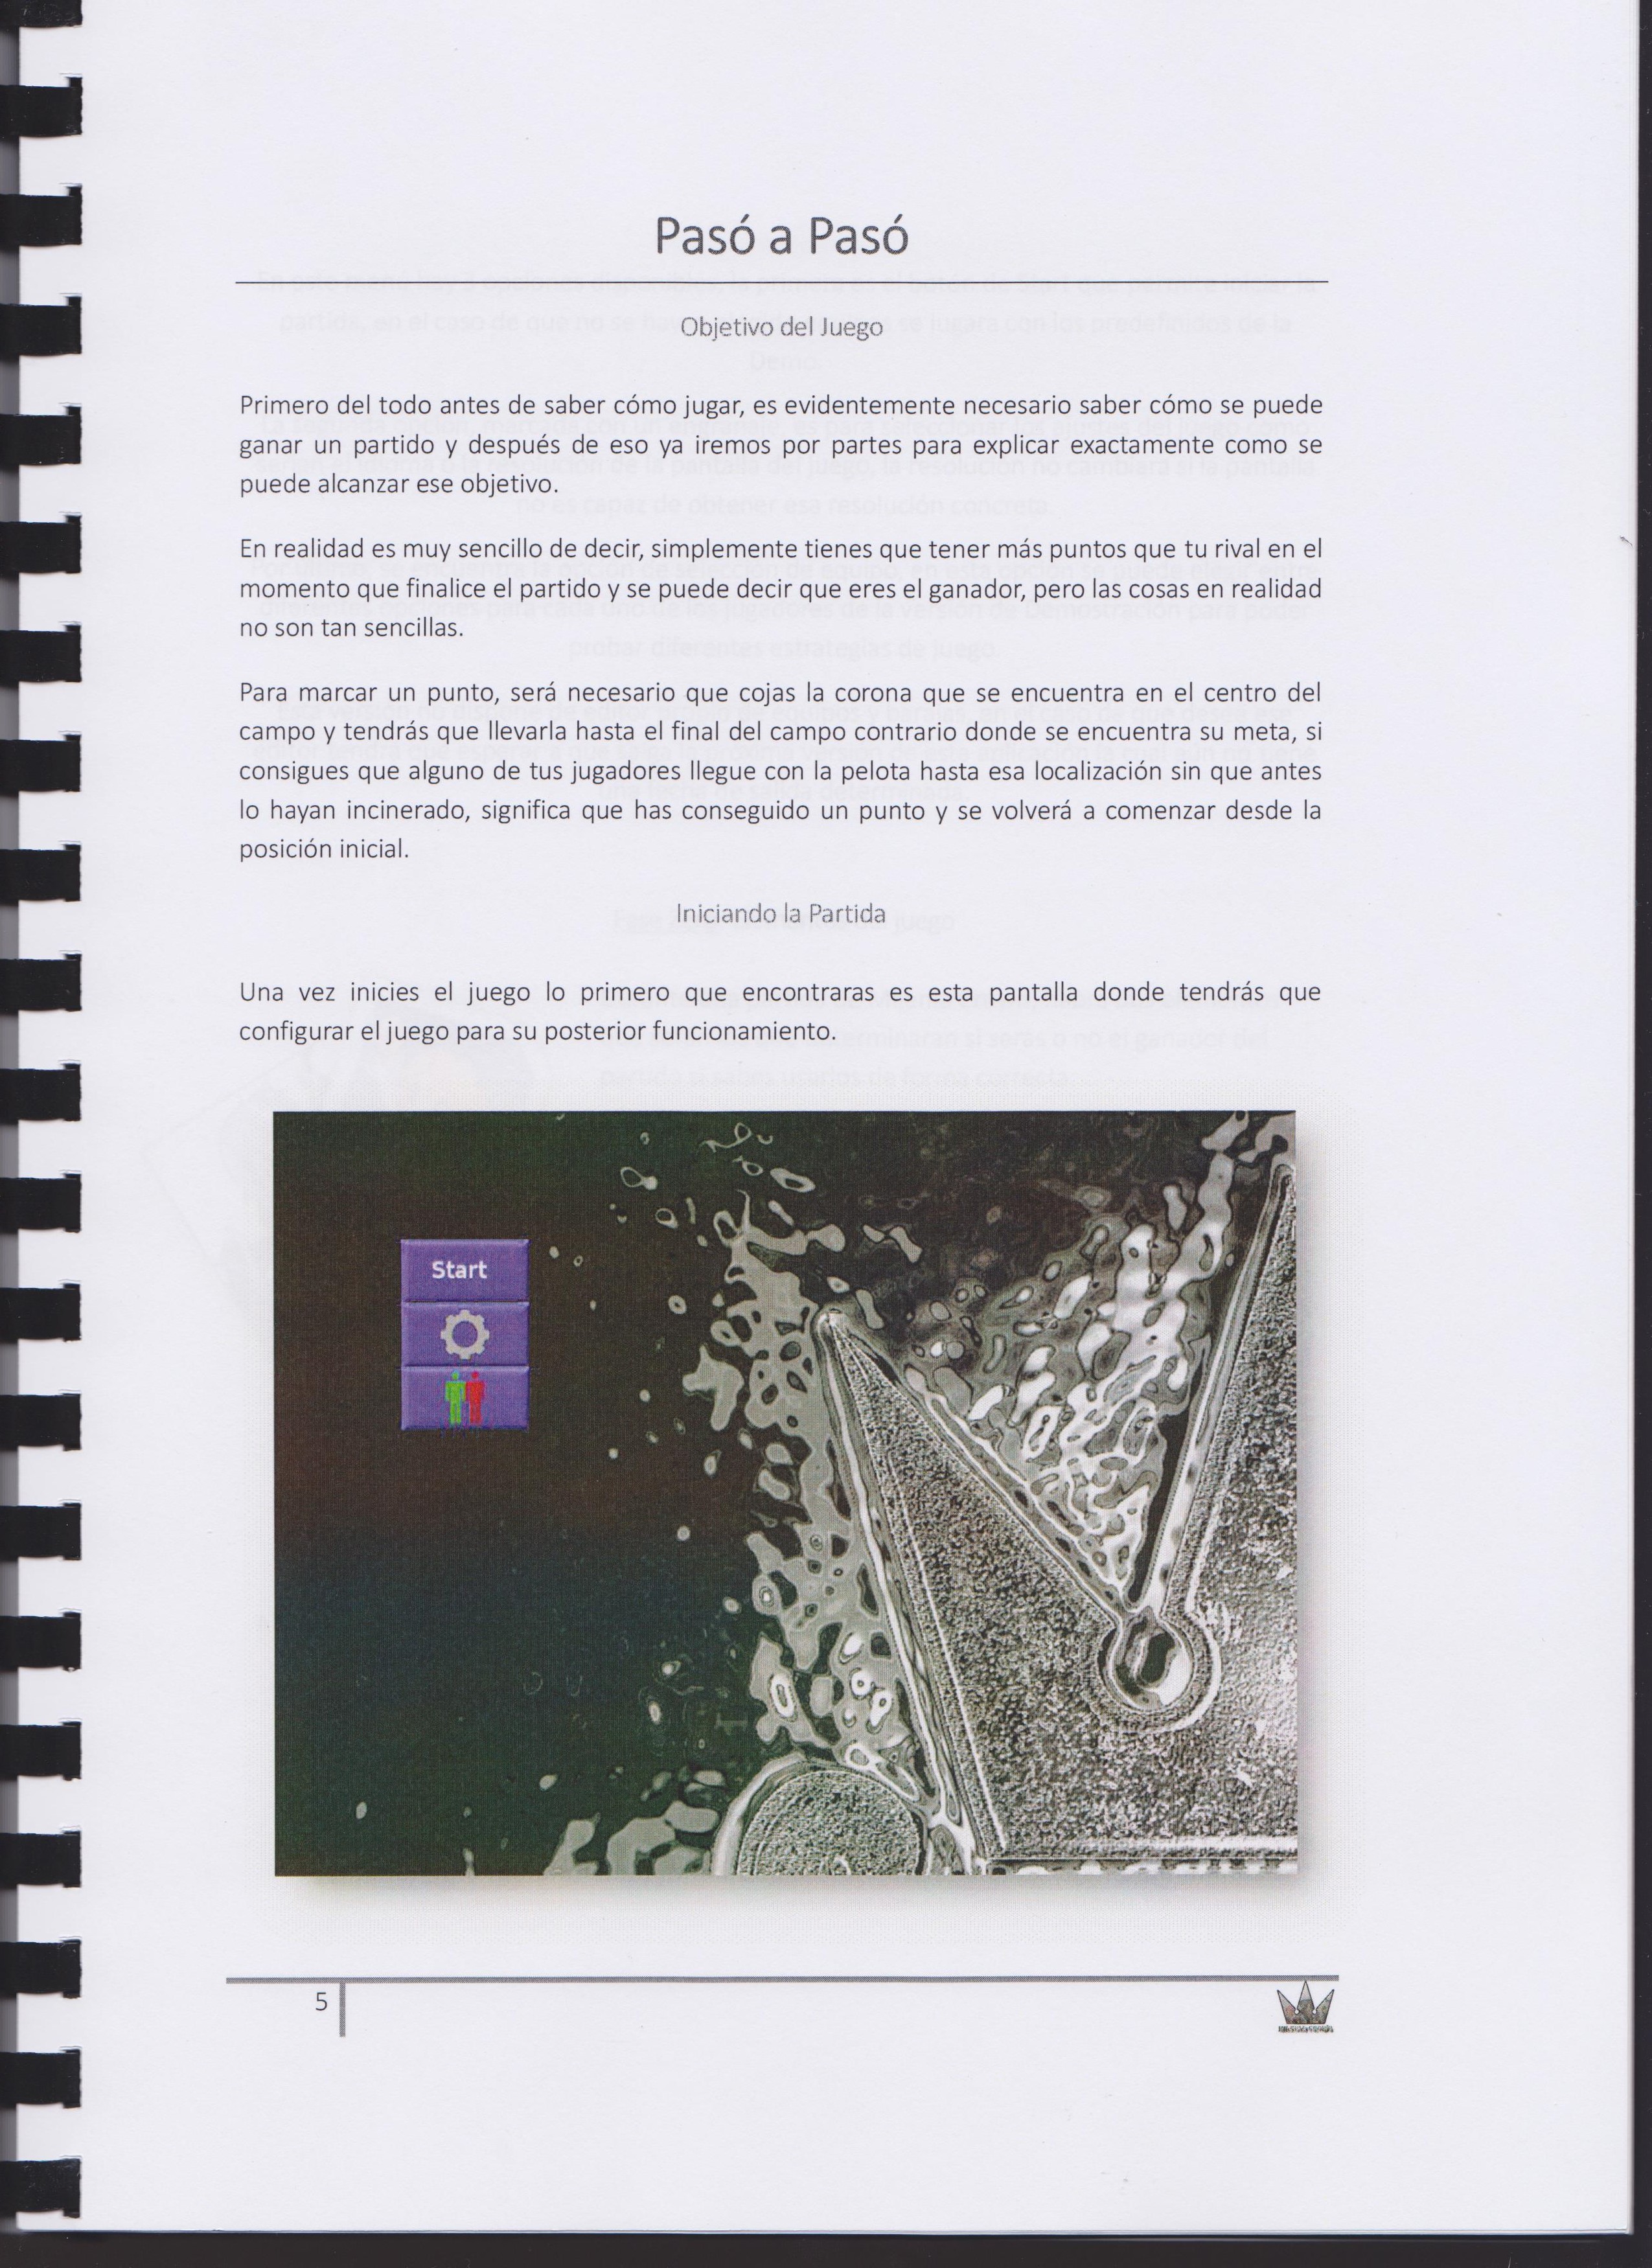 Pasó a Pasó
Objetivo del Juego
Primero del todo antes de saber cómo jugar, es evidentemente necesario saber cómo se puede
ganar un partido y después de eso ya iremos por partes para explicar exactamente como se
puede alcanzar ese objetivo.
En realidad es muy sencillo de decir, simplemente tienes que tener más puntos que tu rival en el
momento que finalice el partido y se puede decir que eres el ganador, pero las cosas en realidad
no son tan sencillas.
Para marcar un punto, será necesario que cojas la corona que se encuentra en el centro del
campo y tendrás que llevarla hasta el final del campo contrario donde se encuentra su meta, si
consigues que alguno de tus jugadores llegue con la pelota hasta esa localización sin que antes
lo hayan incinerado, significa que has conseguido un punto y se volverá a comenzar desde la
posición inicial.
Iniciando la Partida
Una vez inicies el juego lo primero que encontraras es esta pantalla donde tendrás que
configurar el juego para su posterior funcionamiento.
Start
5